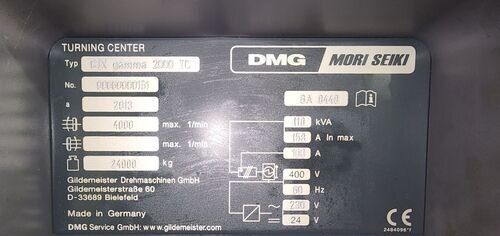 TURNING CENTER
DMG MORI SEIKI
Typ CTX gamma 2000 TC
No.
a 2013
GA 0440
4000 max. 1/min
110 kVA
A In max
max. 1/min
A
24000 kg
400 V
60 Hz
Gildemeister Drehmaschinen GmbH
Gildemeisterstraße 60
D-33689 Bielefeld
230 V
24 V
Made in Germany
CE
DMG Service GmbH: www.gildemeister.com